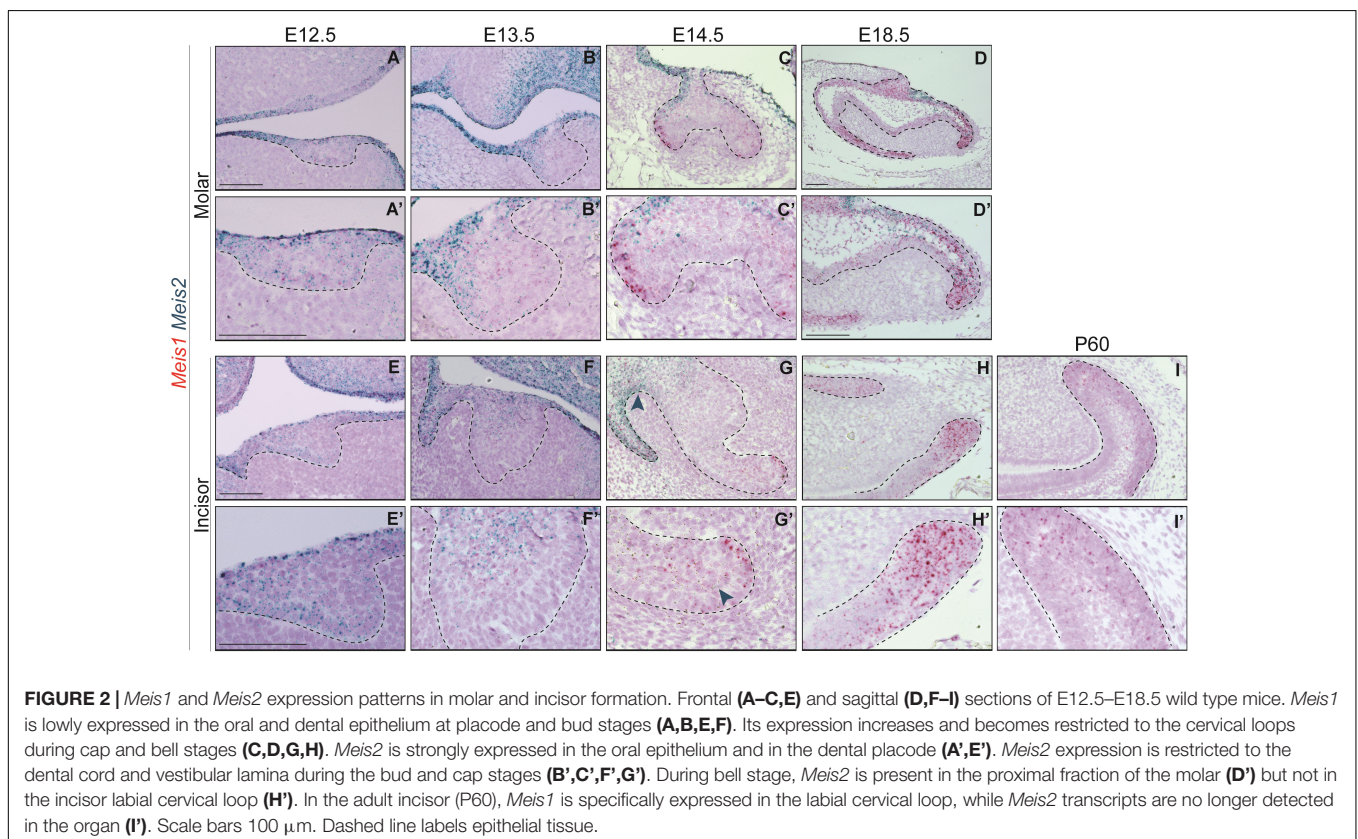 E12.5 E13.5 E14.5 E18.5
A B C D
Molar
A' B' C' D'
Meis1 Meis2
P60
E F G H I
Incisor
E' F' G' H' I'
FIGURE 2 | Meis1 and Meis2 expression patterns in molar and incisor formation. Frontal (A–C,E) and sagittal (D,F–I) sections of E12.5–E18.5 wild type mice. Meis1
is lowly expressed in the oral and dental epithelium at placode and bud stages (A,B,E,F). Its expression increases and becomes restricted to the cervical loops
during cap and bell stages (C,D,G,H). Meis2 is strongly expressed in the oral epithelium and in the dental placode (A',E'). Meis2 expression is restricted to the
dental cord and vestibular lamina during the bud and cap stages (B',C',F',G'). During bell stage, Meis2 is present in the proximal fraction of the molar (D') but not in
the incisor labial cervical loop (H'). In the adult incisor (P60), Meis1 is specifically expressed in the labial cervical loop, while Meis2 transcripts are no longer detected
in the organ (I'). Scale bars 100 μm. Dashed line labels epithelial tissue.